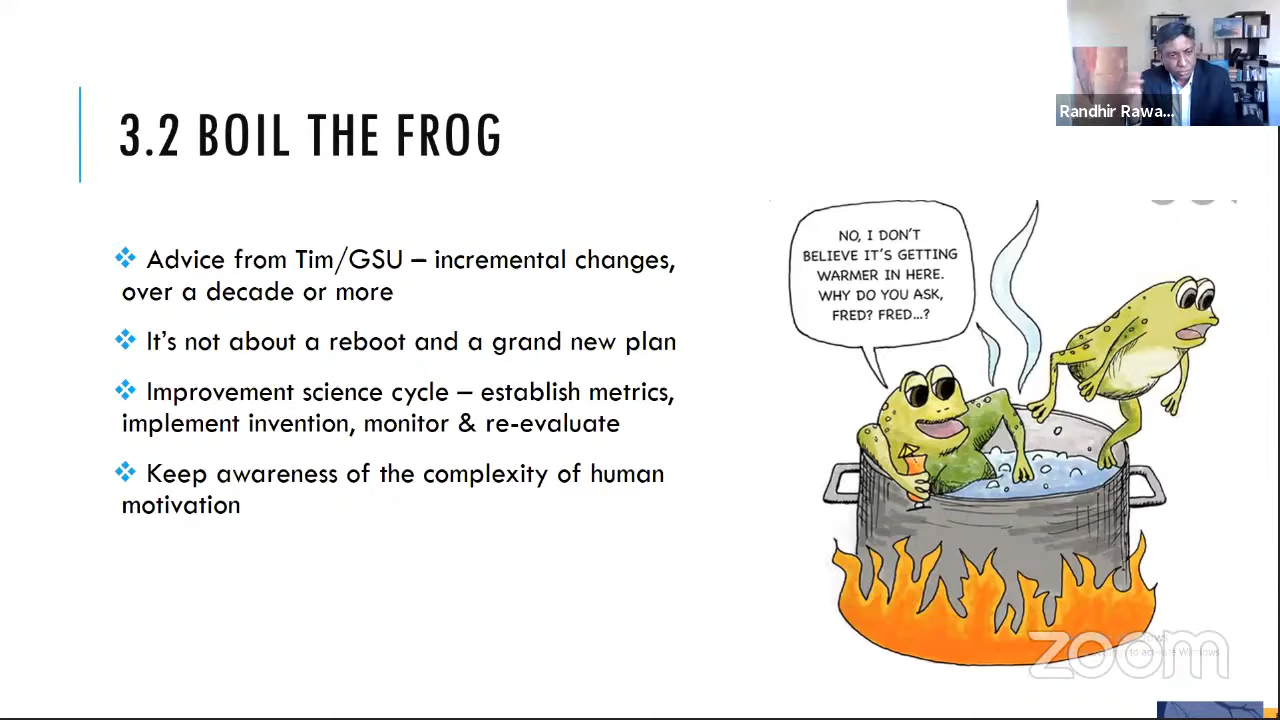 Randhir Rawa...
3.2 BOIL THE FROG
Advice from Tim/GSU – incremental changes,
over a decade or more
It's not about a reboot and a grand new plan
Improvement science cycle – establish metrics,
implement invention, monitor & re-evaluate
Keep awareness of the complexity of human
motivation
NO, I DON'T
BELIEVE IT'S GETTING
WARMER IN HERE.
WHY DO YOU ASK,
FRED? FRED...?
zoom